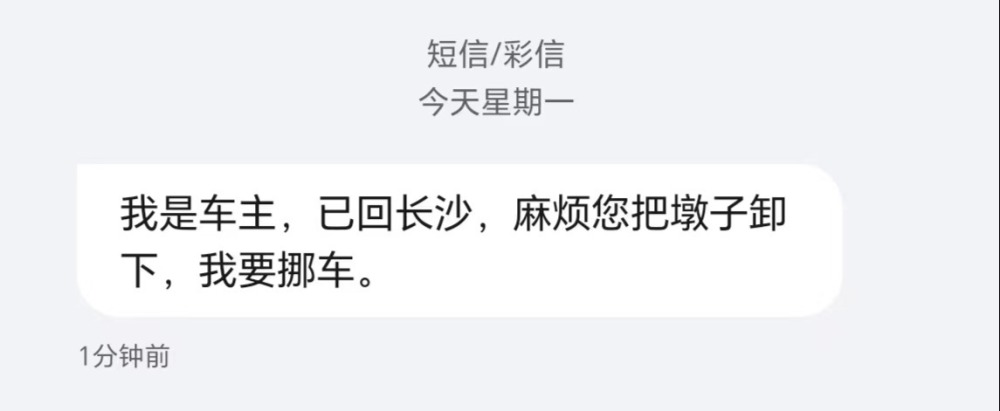 短信/彩信
今天星期一
我是车主，已回长沙，麻烦您把墩子卸
下，我要挪车。
1分钟前